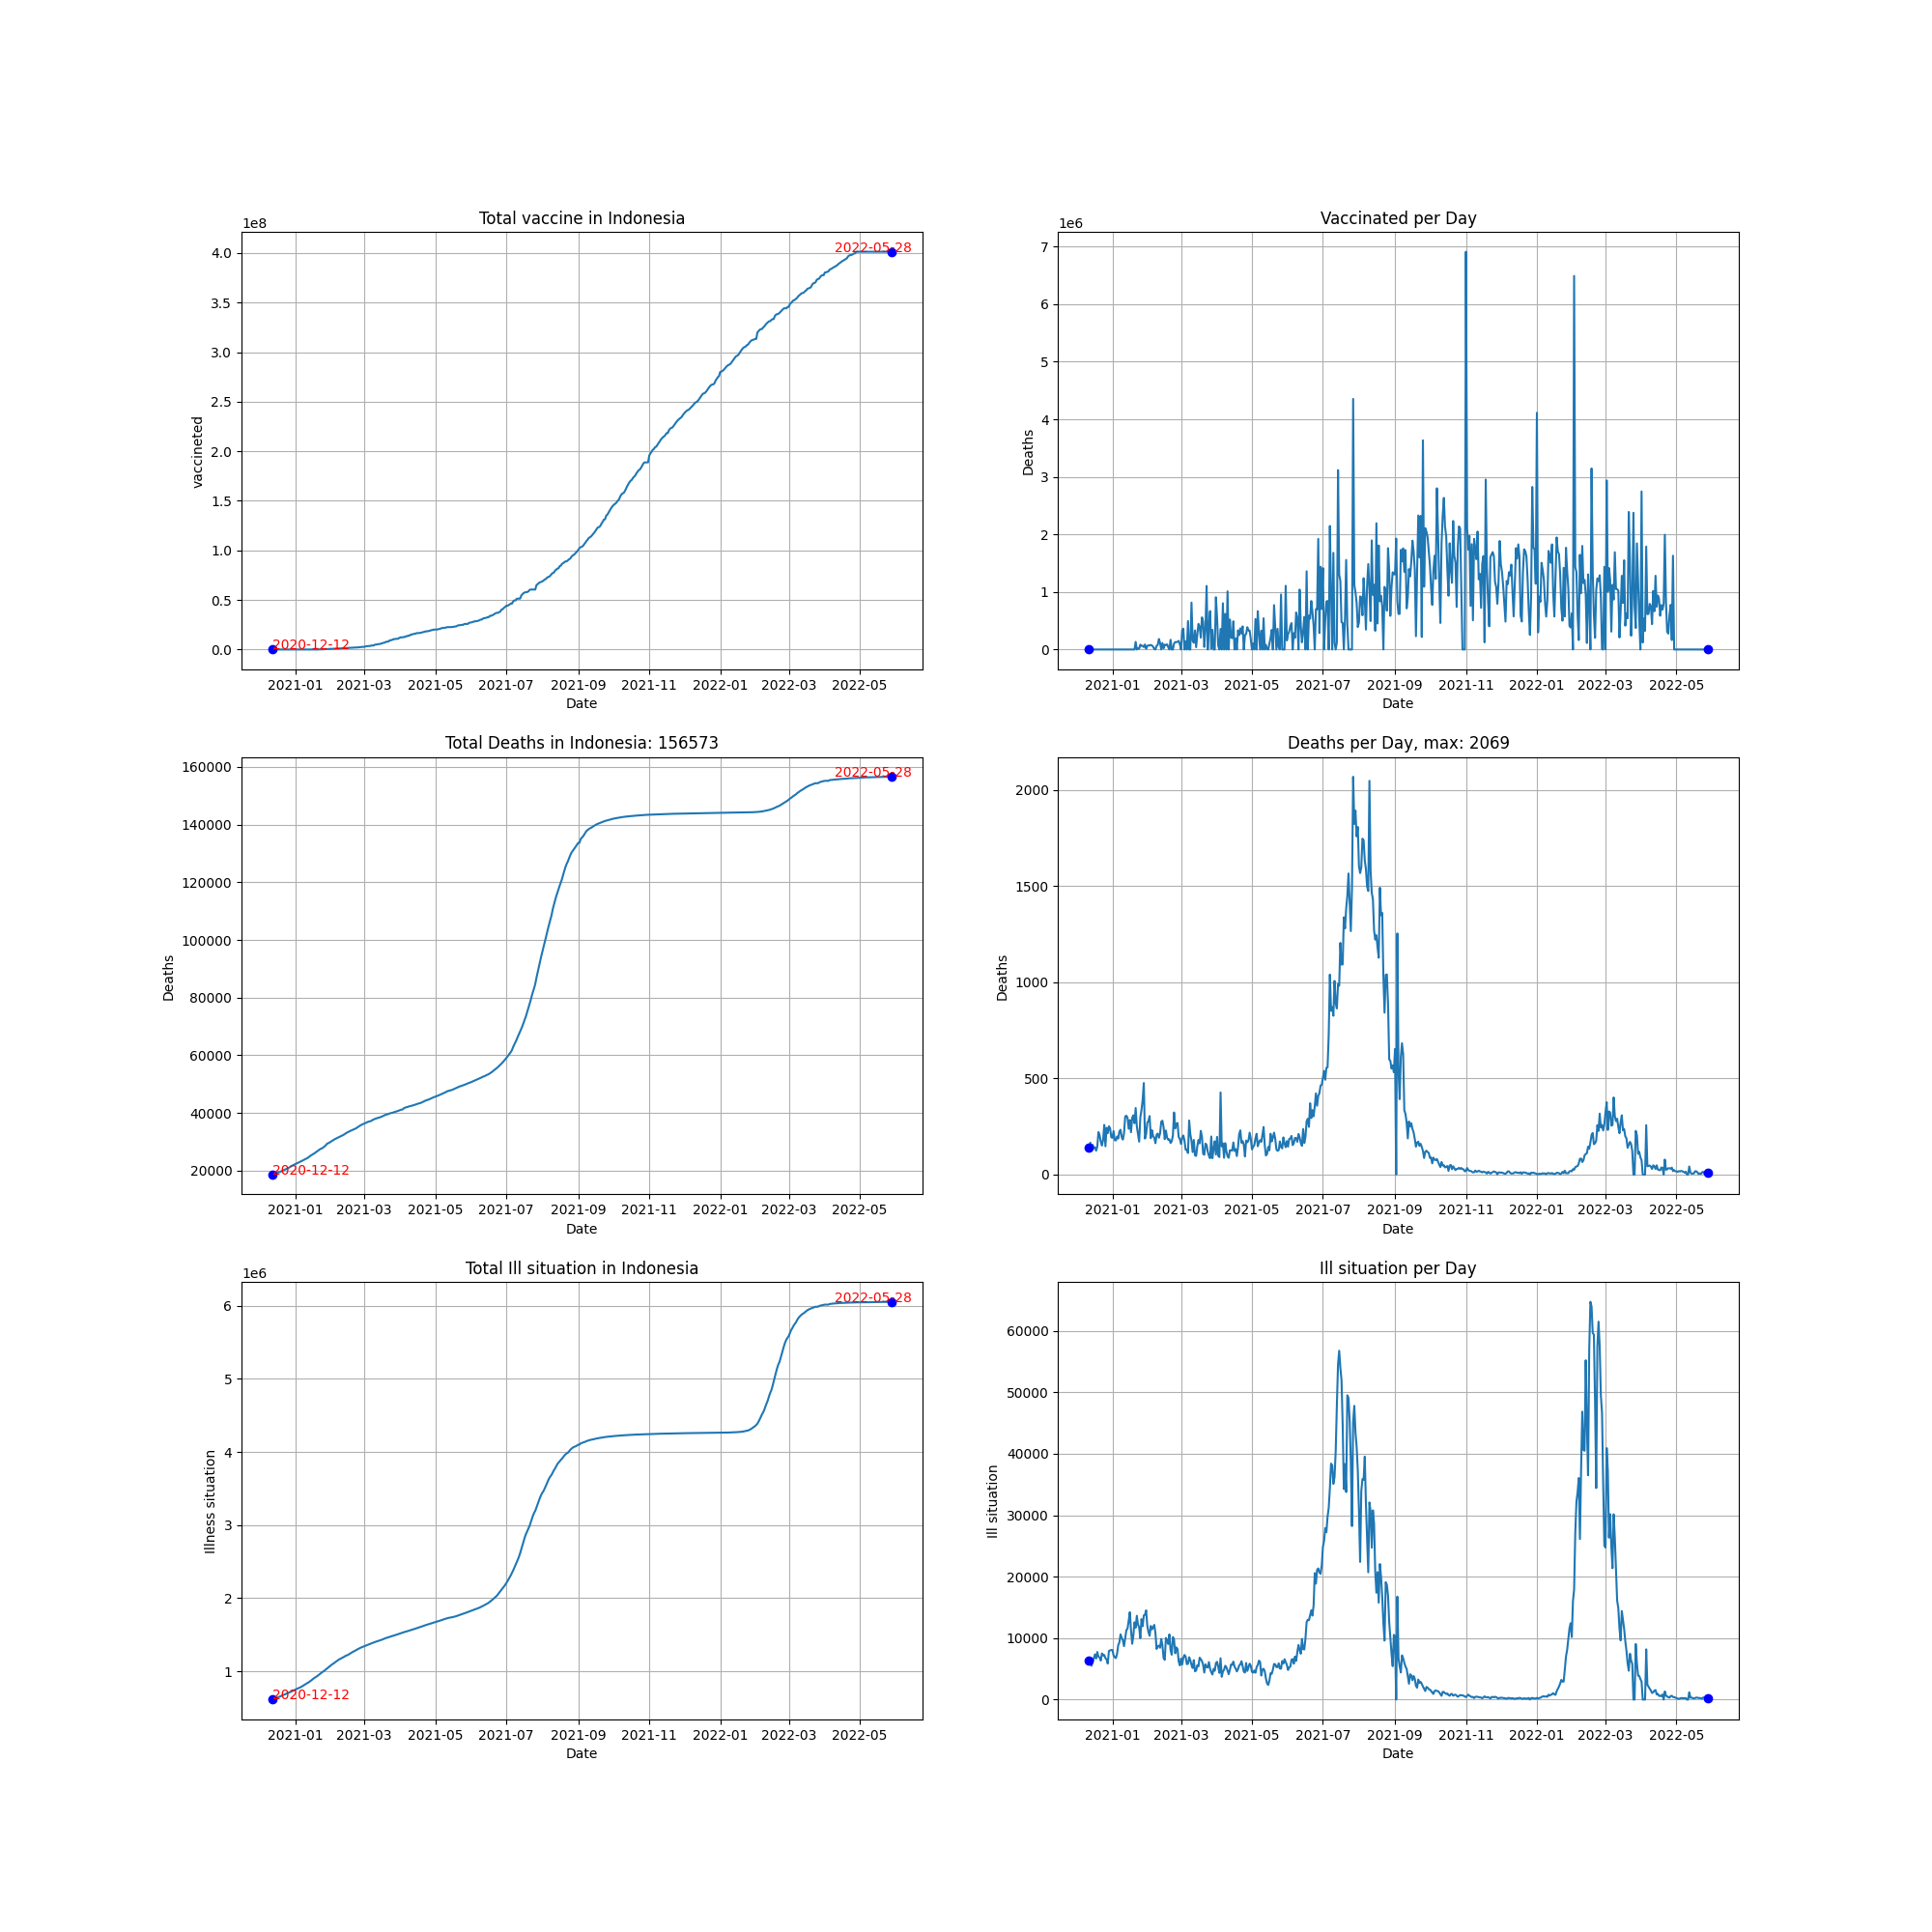 Total vaccine in Indonesia
1e8
vaccineted
4.0
3.5
3.0
2.5
2.0
1.5
1.0
0.5
0.0
2020-12-12
2022-05-28
2021-01 2021-03 2021-05 2021-07 2021-09 2021-11 2022-01 2022-03 2022-05
Date
Vaccinated per Day
1e6
Deaths
7
6
5
4
3
2
1
0
2021-01 2021-03 2021-05 2021-07 2021-09 2021-11 2022-01 2022-03 2022-05
Date
Total Deaths in Indonesia: 156573
Deaths
160000
140000
120000
100000
80000
60000
40000
20000
2020-12-12
2022-05-28
2021-01 2021-03 2021-05 2021-07 2021-09 2021-11 2022-01 2022-03 2022-05
Date
Deaths per Day, max: 2069
Deaths
2000
1500
1000
500
0
2021-01 2021-03 2021-05 2021-07 2021-09 2021-11 2022-01 2022-03 2022-05
Date
Total Ill situation in Indonesia
1e6
Illness situation
6
5
4
3
2
1
2020-12-12
2022-05-28
2021-01 2021-03 2021-05 2021-07 2021-09 2021-11 2022-01 2022-03 2022-05
Date
Ill situation per Day
Ill situation
60000
50000
40000
30000
20000
10000
0
2021-01 2021-03 2021-05 2021-07 2021-09 2021-11 2022-01 2022-03 2022-05
Date